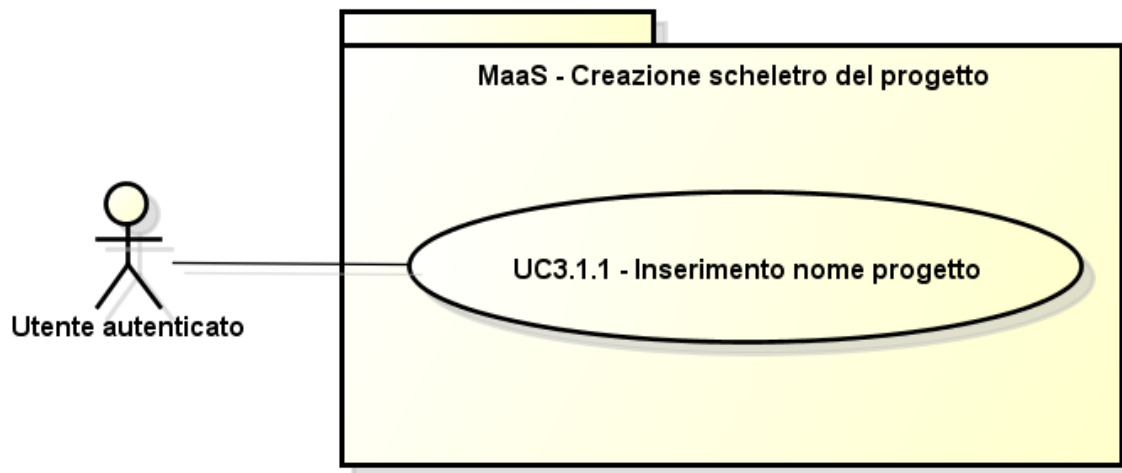 MaaS - Creazione scheletro del progetto
UC3.1.1 - Inserimento nome progetto
Utente autenticato